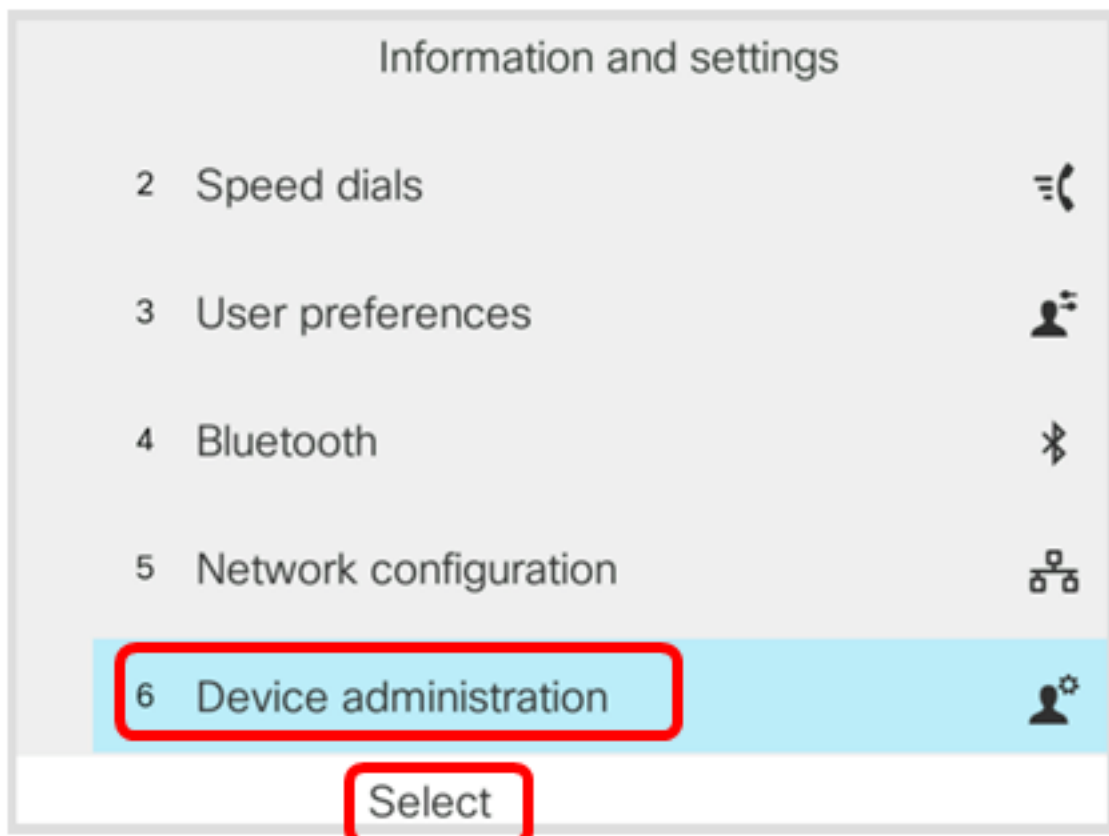 Information and settings
2 Speed dials
3 User preferences
4 Bluetooth
5 Network configuration
6 Device administration
Select